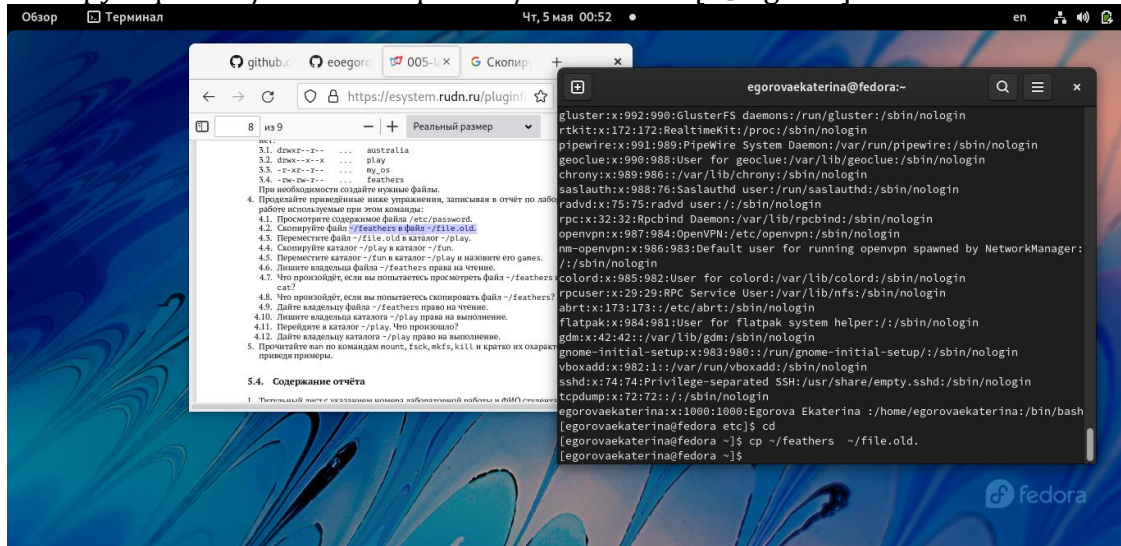 Обзор Терминал Чт, 5 мая 00:52 en
github.c eoegoro 005-l G Скопир
https://esystem.rudn.ru/pluginfi
8 из 9 Реальный размер
3.1. drwxr--r-- ... australia
3.2. drwx--x--x ... play
3.3. -r-xr--r-- ... my_os
3.4. -rw-rw-r-- ... feathers
При необходимости создайте нужные файлы.
4. Проделайте приведённые ниже упражнения, записывая в отчёт по лабо
работе используемые при этом команды:
4.1. Просмотрите содержимое файла /etc/password.
4.2. Скопируйте файл ~/feathers в файл ~/file.old.
4.3. Переместите файл ~/file.old в каталог ~/play.
4.4. Скопируйте каталог ~/play в каталог ~/fun.
4.5. Переместите каталог ~/fun в каталог ~/play и назовите его games.
4.6. Лишите владельца файла ~/feathers права на чтение.
4.7. Что произойдёт, если вы попытаетесь просмотреть файл ~/feathers
cat?
4.8. Что произойдёт, если вы попытаетесь скопировать файл ~/feathers?
4.9. Дайте владельцу файла ~/feathers право на чтение.
4.10. Лишите владельца каталога ~/play права на выполнение.
4.11. Перейдите в каталог ~/play. Что произошло?
4.12. Дайте владельцу каталога ~/play право на выполнение.
5. Прочитайте man по командам mount, fsck, mkfs, kill и кратко их охаракт
приведя примеры.
5.4. Содержание отчёта
1. Титульный лист с указанием номера лабораторной работы и ФИО студента
egorovaekaterina@fedora:~
gluster:x:992:990:GlusterFS daemons:/run/gluster:/sbin/nologin
rtkit:x:172:172:RealtimeKit:/proc:/sbin/nologin
pipewire:x:991:989:PipeWire System Daemon:/var/run/pipewire:/sbin/nologin
geoclue:x:990:988:User for geoclue:/var/lib/geoclue:/sbin/nologin
chrony:x:989:986::/var/lib/chrony:/sbin/nologin
saslauth:x:988:76:Saslauthd user:/run/saslauthd:/sbin/nologin
radvd:x:75:75:radvd user:/:/sbin/nologin
rpc:x:32:32:Rpcbind Daemon:/var/lib/rpcbind:/sbin/nologin
openvpn:x:987:984:OpenVPN:/etc/openvpn:/sbin/nologin
nm-openvpn:x:986:983:Default user for running openvpn spawned by NetworkManager:
/:/sbin/nologin
colord:x:985:982:User for colord:/var/lib/colord:/sbin/nologin
rpcuser:x:29:29:RPC Service User:/var/lib/nfs:/sbin/nologin
abrt:x:173:173::/etc/abrt:/sbin/nologin
flatpak:x:984:981:User for flatpak system helper:/:/sbin/nologin
gdm:x:42:42::/var/lib/gdm:/sbin/nologin
gnome-initial-setup:x:983:980::/run/gnome-initial-setup/:/sbin/nologin
vboxadd:x:982:1::/var/run/vboxadd:/sbin/nologin
sshd:x:74:74:Privilege-separated SSH:/usr/share/empty.sshd:/sbin/nologin
tcpdump:x:72:72::/:/sbin/nologin
egorovaekaterina:x:1000:1000:Egorova Ekaterina :/home/egorovaekaterina:/bin/bash
[egorovaekaterina@fedora etc]$ cd
[egorovaekaterina@fedora ~]$ cp ~/feathers  ~/file.old.
[egorovaekaterina@fedora ~]$
fedora